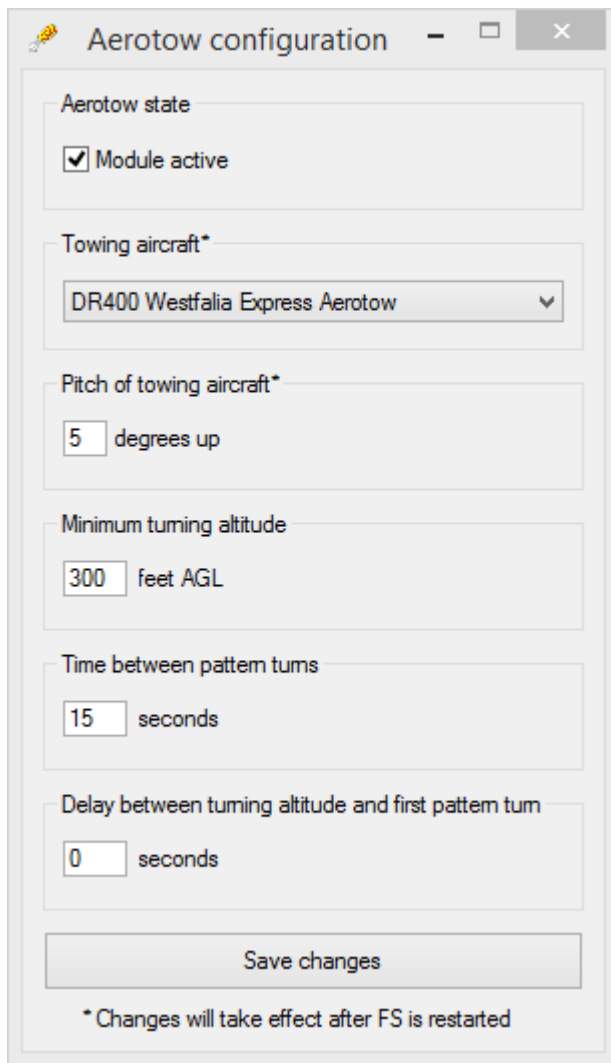 Aerotow configuration
Aerotow state
Module active
Towing aircraft*
DR400 Westfalia Express Aerotow
Pitch of towing aircraft*
5 degrees up
Minimum turning altitude
300 feet AGL
Time between pattern turns
15 seconds
Delay between turning altitude and first pattern turn
0 seconds
Save changes
* Changes will take effect after FS is restarted